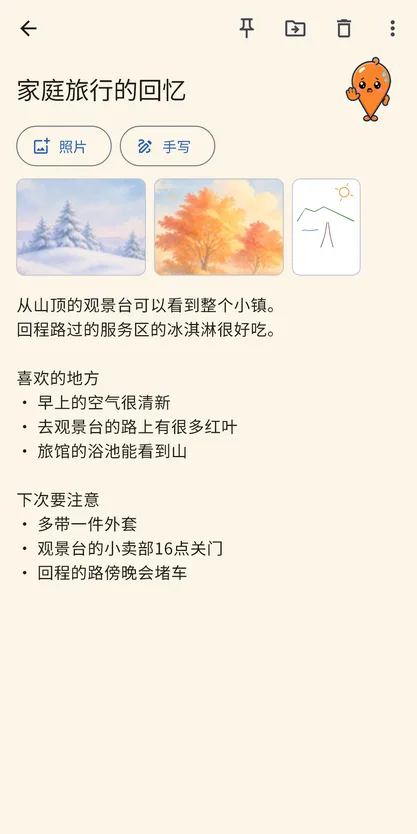 家庭旅行的回忆
照片
手写
从山顶的观景台可以看到整个小镇。
回程路过的服务区的冰淇淋很好吃。
喜欢的地方
・早上的空气很清新
・去观景台的路上有很多红叶
・旅馆的浴池能看到山
下次要注意
・多带一件外套
・观景台的小卖部16点关门
・回程的路傍晚会堵车